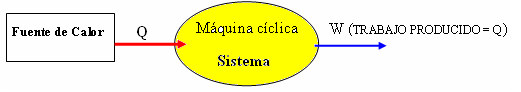 Fuente de Calor
Q
Máquina cíclica
Sistema
W (TRABAJO PRODUCIDO = Q)